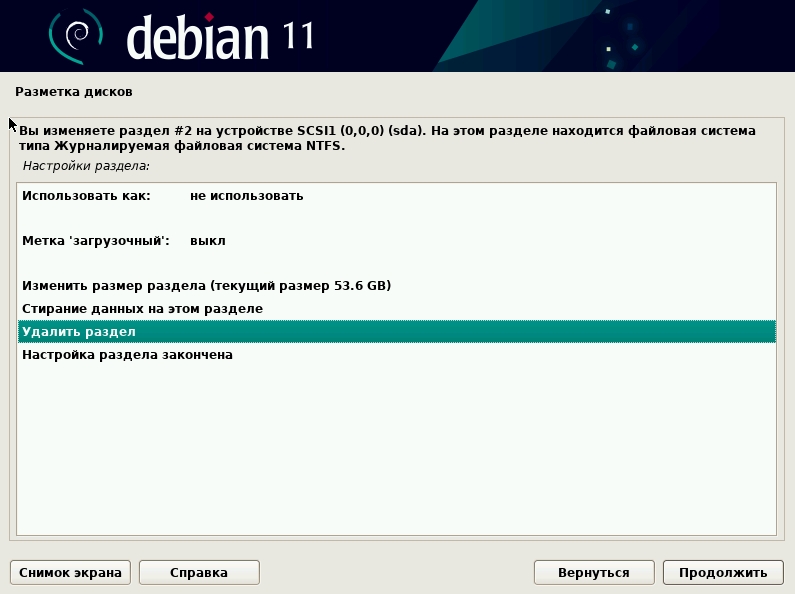 debian 11
Разметка дисков
Вы изменяете раздел #2 на устройстве SCSI1 (0,0,0) (sda). На этом разделе находится файловая система
типа Журналируемая файловая система NTFS.
Настройки раздела:
Использовать как: не использовать
Метка 'загрузочный': выкл
Изменить размер раздела (текущий размер 53.6 GB)
Стирание данных на этом разделе
Удалить раздел
Настройка раздела закончена
Снимок экрана Справка Вернуться Продолжить